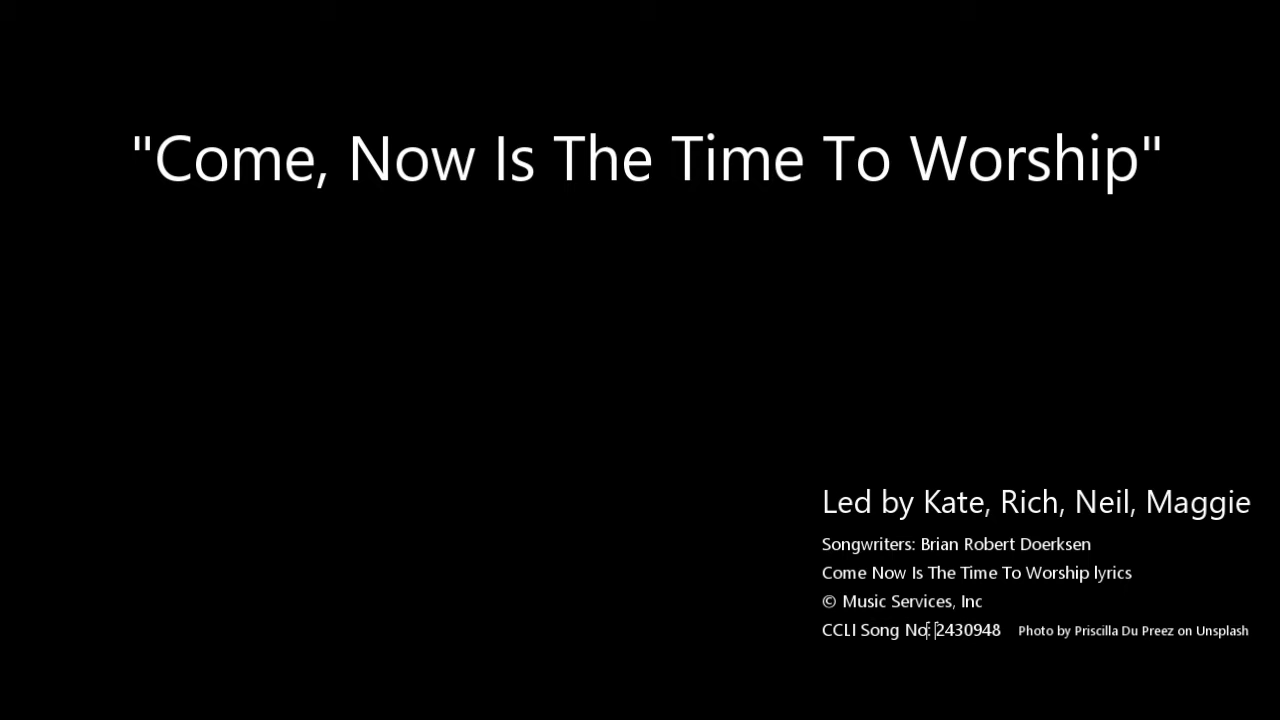 "Come, Now Is The Time To Worship"
Led by Kate, Rich, Neil, Maggie
Songwriters: Brian Robert Doerksen
Come Now Is The Time To Worship lyrics
© Music Services, Inc
CCLI Song No: 2430948 Photo by Priscilla Du Preez on Unsplash